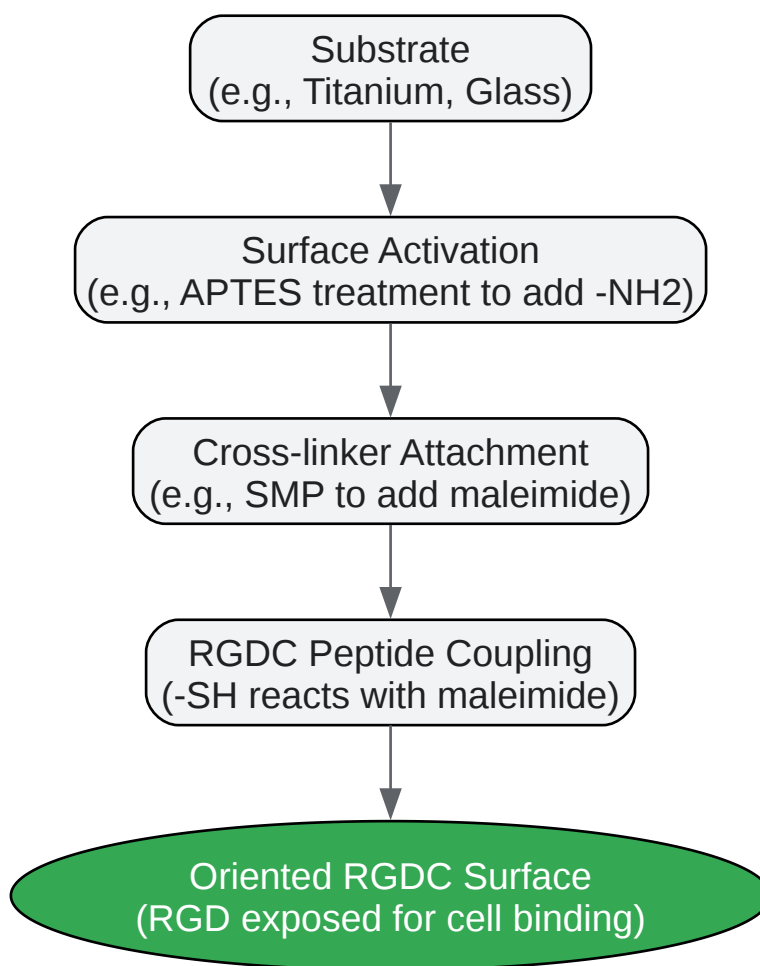 Substrate
(e.g., Titanium, Glass)
Surface Activation
(e.g., APTES treatment to add -NH2)
Cross-linker Attachment
(e.g., SMP to add maleimide)
RGDC Peptide Coupling
(-SH reacts with maleimide)
Oriented RGDC Surface
(RGD exposed for cell binding)